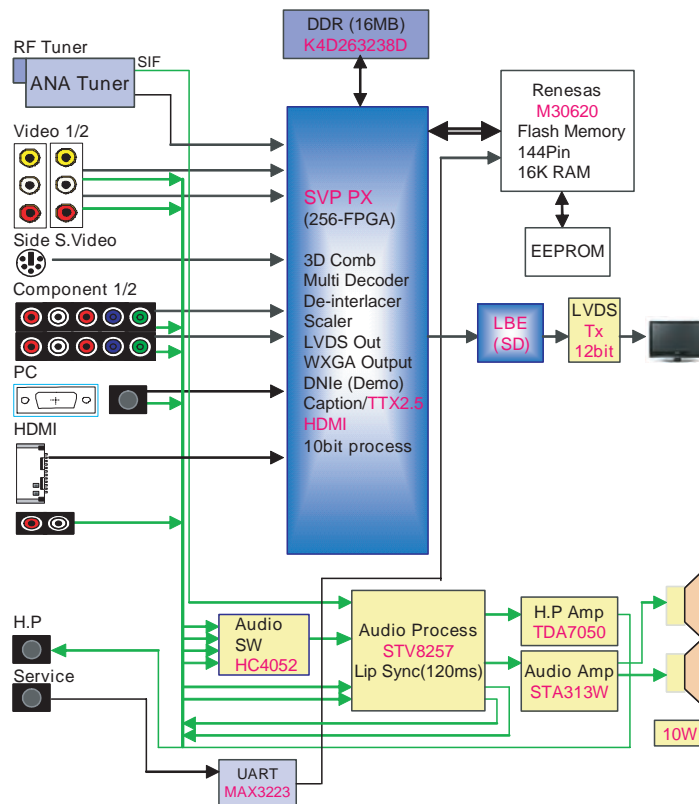 DDR (16MB)
K4D263238D
RF Tuner
SIF
ANA Tuner
Renesas
M30620
Flash Memory
144Pin
16K RAM
Video 1/2
SVP PX
(256-FPGA)
3D Comb
Multi Decoder
De-interlacer
Scaler
LVDS Out
WXGA Output
DNIe (Demo)
Caption/TTX2.5
HDMI
10bit process
Side S.Video
EEPROM
Component 1/2
LBE
(SD)
LVDS
Tx
12bit
PC
HDMI
H.P
Service
Audio
SW
HC4052
Audio Process
STV8257
Lip Sync(120ms)
H.P Amp
TDA7050
Audio Amp
STA313W
10W
UART
MAX3223